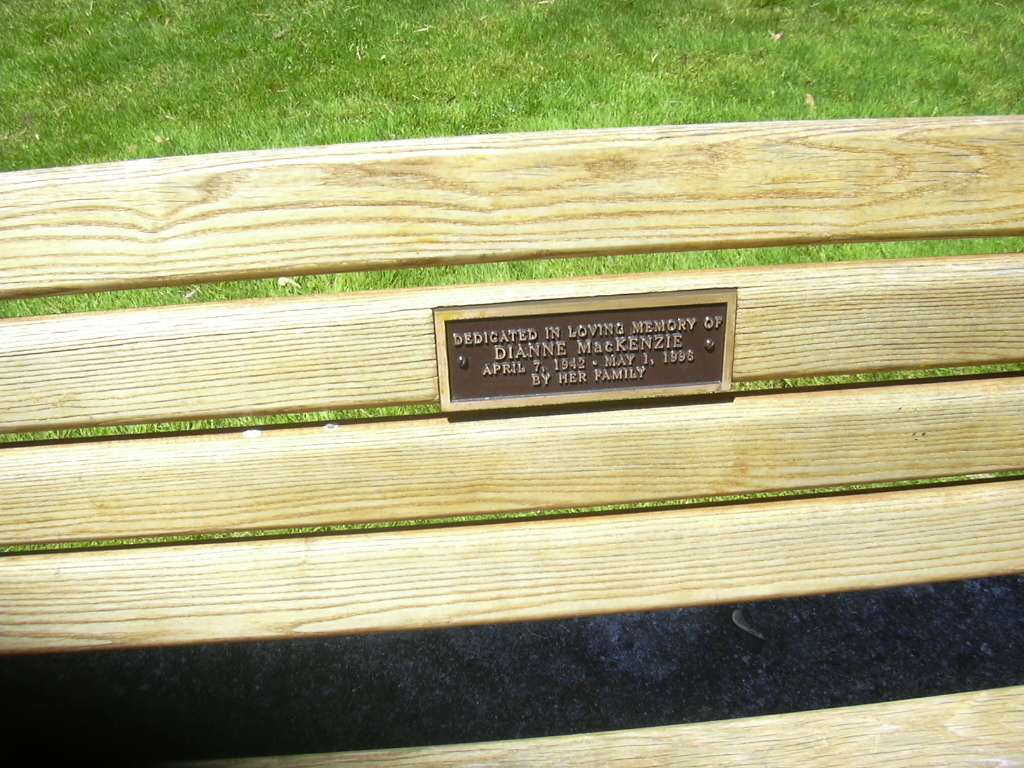 DEDICATED IN LOVING MEMORY OF
DIANNE MacKENZIE
APRIL 7, 1942 - MAY 1, 1996
BY HER FAMILY